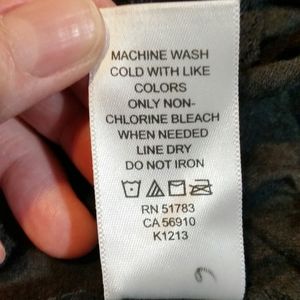 MACHINE WASH
COLD WITH LIKE
COLORS
ONLY NON-
CHLORINE BLEACH
WHEN NEEDED
LINE DRY
DO NOT IRON
RN 51783
CA 56910
K1213